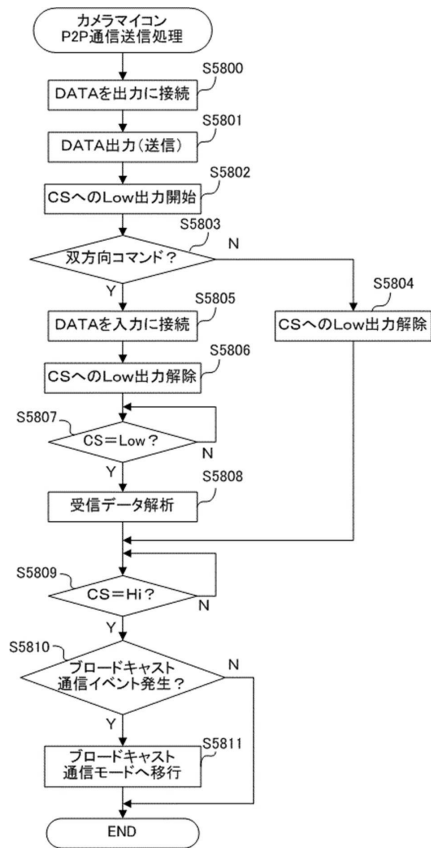 カメラマイコン
P2P通信送信処理
S5800
DATAを出力に接続
S5801
DATA出力(送信)
S5802
CSへのLow出力開始
S5803
双方向コマンド?
N
Y
S5805
DATAを入力に接続
S5804
CSへのLow出力解除
S5806
CSへのLow出力解除
S5807
CS=Low?
N
Y
S5808
受信データ解析
S5809
CS=Hi?
N
Y
S5810
ブロードキャスト
通信イベント発生?
N
Y
S5811
ブロードキャスト
通信モードへ移行
END